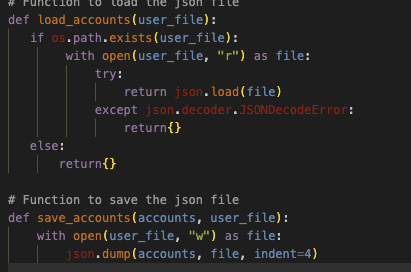 # Function to load the json file
def load_accounts(user_file):
    if os.path.exists(user_file):
        with open(user_file, "r") as file:
            try:
                return json.load(file)
            except json.decoder.JSONDecodeError:
                return{}
    else:
        return{}

# Function to save the json file
def save_accounts(accounts, user_file):
    with open(user_file, "w") as file:
        json.dump(accounts, file, indent=4)